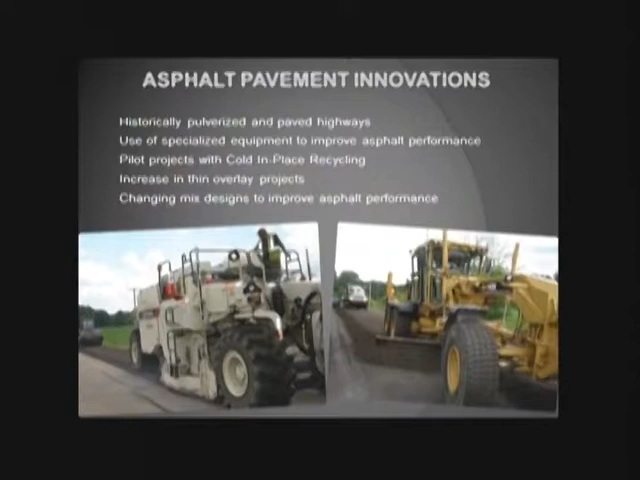 ASPHALT PAVEMENT INNOVATIONS
Historically pulverized and paved highways
Use of specialized equipment to improve asphalt performance
Pilot projects with Cold In-Place Recycling
Increase in thin overlay projects
Changing mix designs to improve asphalt performance